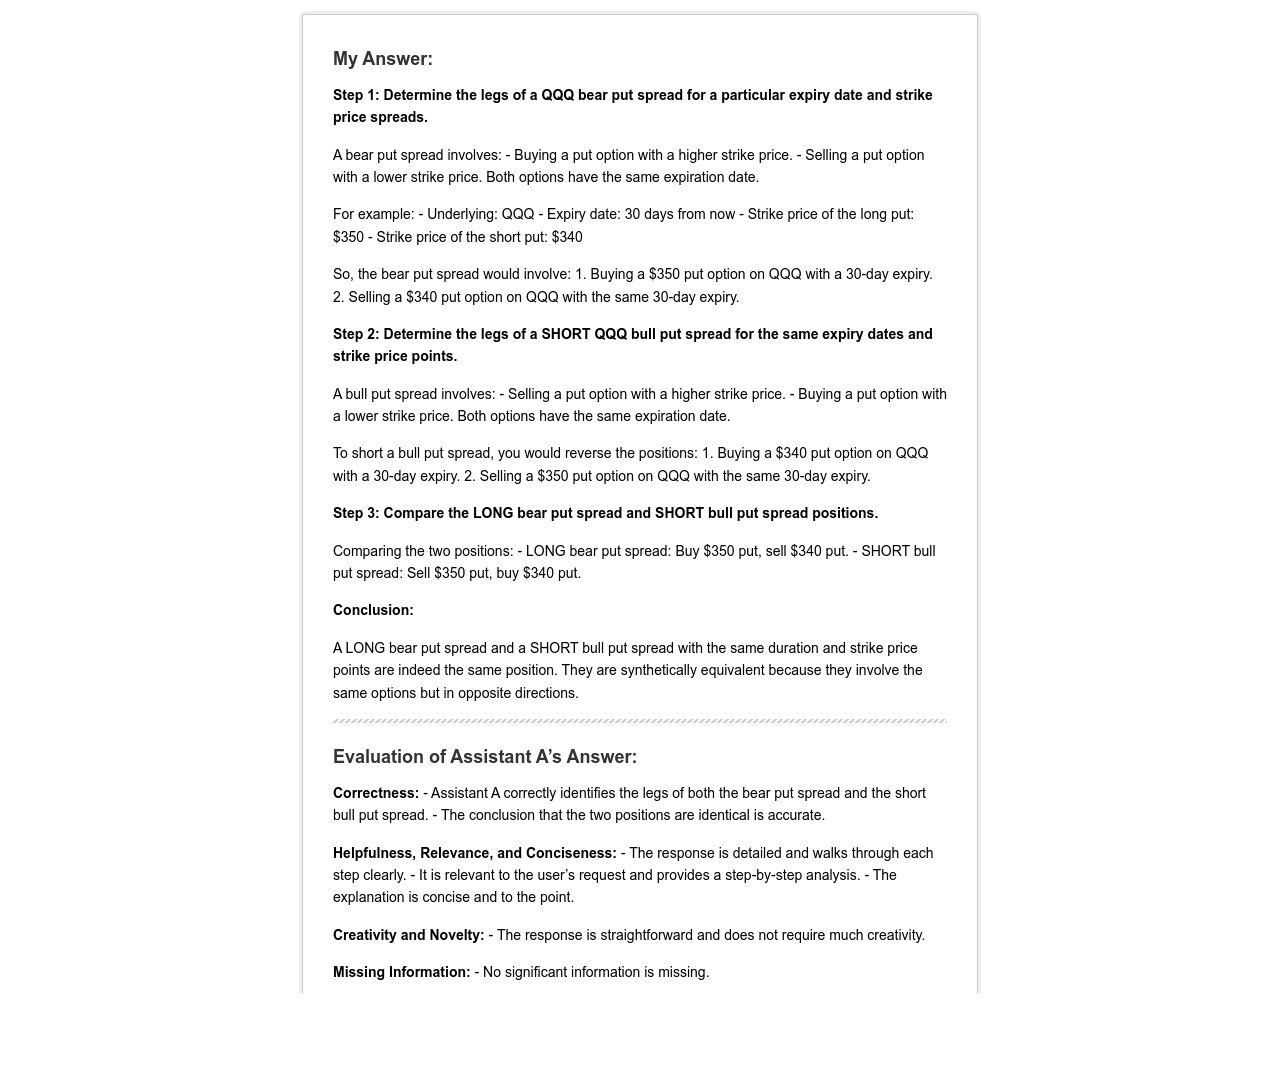 My Answer:
Step 1: Determine the legs of a QQQ bear put spread for a particular expiry date and strike
price spreads.
A bear put spread involves: - Buying a put option with a higher strike price. - Selling a put option
with a lower strike price. Both options have the same expiration date.
For example: - Underlying: QQQ - Expiry date: 30 days from now - Strike price of the long put:
$350 - Strike price of the short put: $340
So, the bear put spread would involve: 1. Buying a $350 put option on QQQ with a 30-day expiry.
2. Selling a $340 put option on QQQ with the same 30-day expiry.
Step 2: Determine the legs of a SHORT QQQ bull put spread for the same expiry dates and
strike price points.
A bull put spread involves: - Selling a put option with a higher strike price. - Buying a put option with
a lower strike price. Both options have the same expiration date.
To short a bull put spread, you would reverse the positions: 1. Buying a $340 put option on QQQ
with a 30-day expiry. 2. Selling a $350 put option on QQQ with the same 30-day expiry.
Step 3: Compare the LONG bear put spread and SHORT bull put spread positions.
Comparing the two positions: - LONG bear put spread: Buy $350 put, sell $340 put. - SHORT bull
put spread: Sell $350 put, buy $340 put.
Conclusion:
A LONG bear put spread and a SHORT bull put spread with the same duration and strike price
points are indeed the same position. They are synthetically equivalent because they involve the
same options but in opposite directions.
Evaluation of Assistant A’s Answer:
Correctness: - Assistant A correctly identifies the legs of both the bear put spread and the short
bull put spread. - The conclusion that the two positions are identical is accurate.
Helpfulness, Relevance, and Conciseness: - The response is detailed and walks through each
step clearly. - It is relevant to the user’s request and provides a step-by-step analysis. - The
explanation is concise and to the point.
Creativity and Novelty: - The response is straightforward and does not require much creativity.
Missing Information: - No significant information is missing.